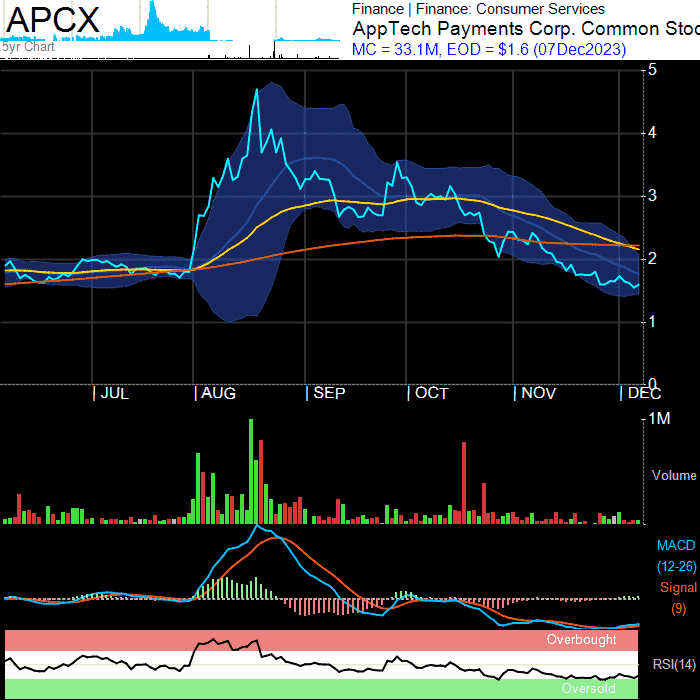 APCX
5yr Chart
Finance | Finance: Consumer Services
AppTech Payments Corp. Common Stoc
MC = 33.1M, EOD = $1.6 (07Dec2023)
5
4
3
2
1
0
| JUL | AUG | SEP | OCT | NOV | DEC
1M
Volume
MACD
(12-26)
Signal
(9)
Overbought
RSI(14)
Oversold